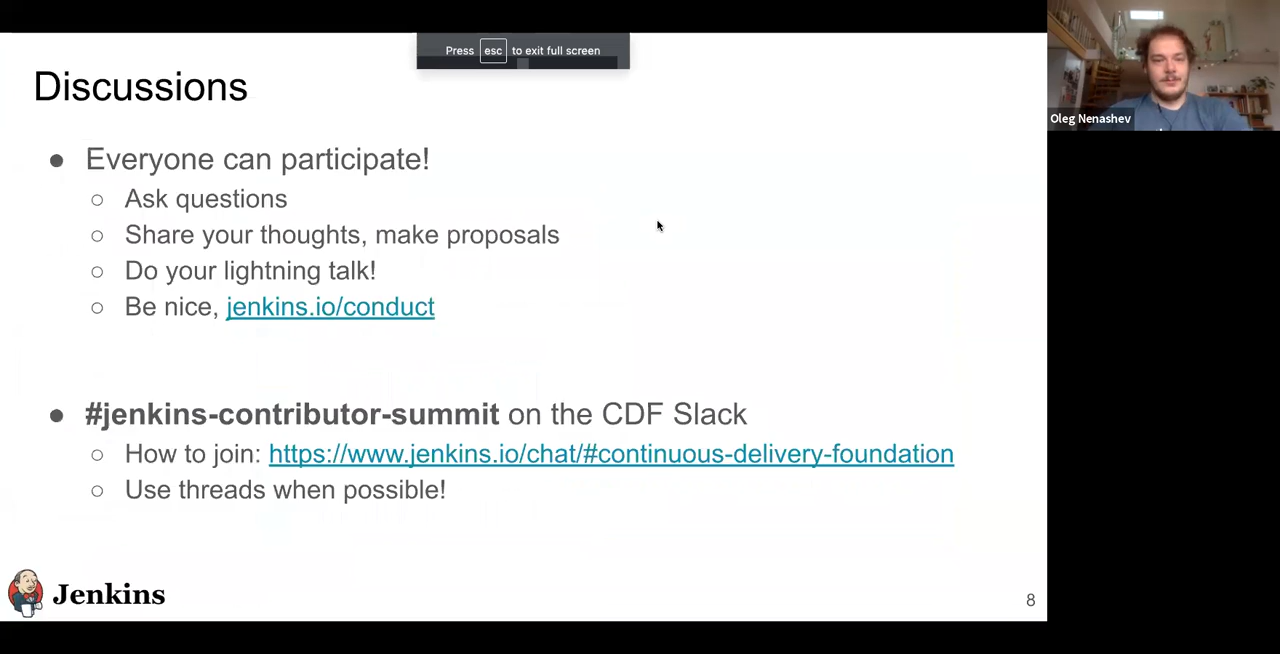 Press esc to exit full screen
Oleg Nenashev
Discussions
● Everyone can participate!
○ Ask questions
○ Share your thoughts, make proposals
○ Do your lightning talk!
○ Be nice, jenkins.io/conduct
● #jenkins-contributor-summit on the CDF Slack
○ How to join: https://www.jenkins.io/chat/#continuous-delivery-foundation
○ Use threads when possible!
Jenkins
8